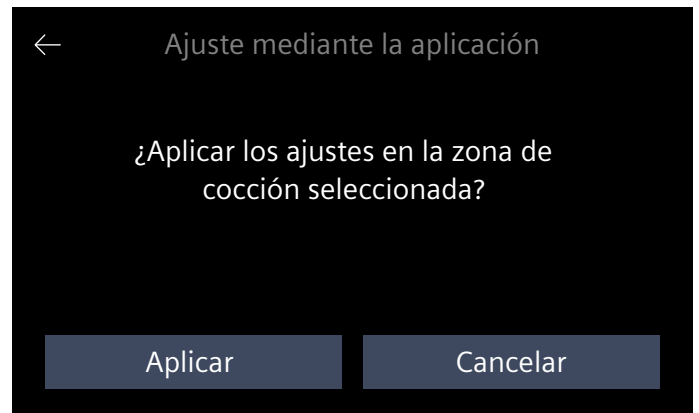 Ajuste mediante la aplicación
¿Aplicar los ajustes en la zona de
cocción seleccionada?
Aplicar
Cancelar